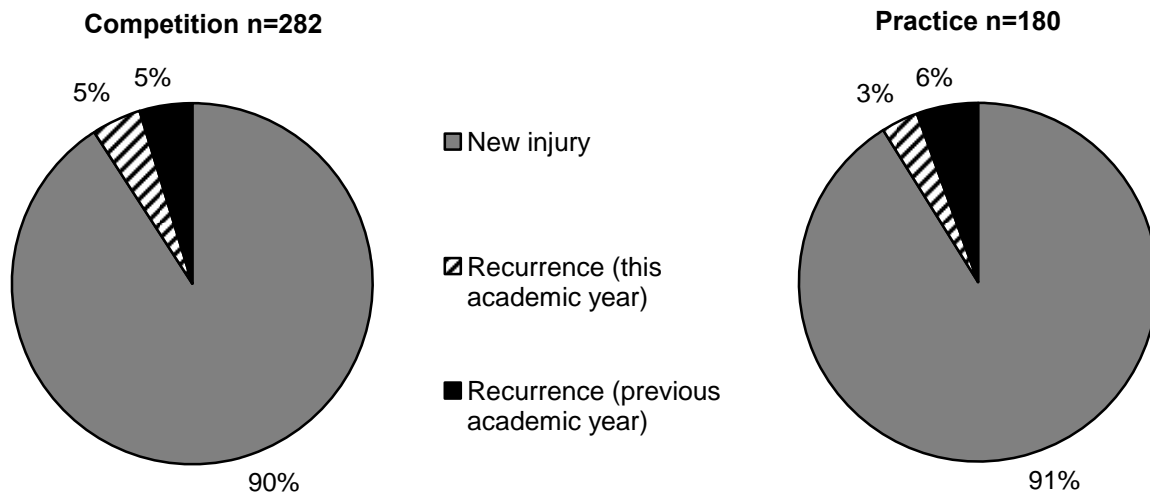 Competition n=282
5%
5%
90%
New injury
Recurrence (this
academic year)
Recurrence (previous
academic year)
Practice n=180
3%
6%
91%